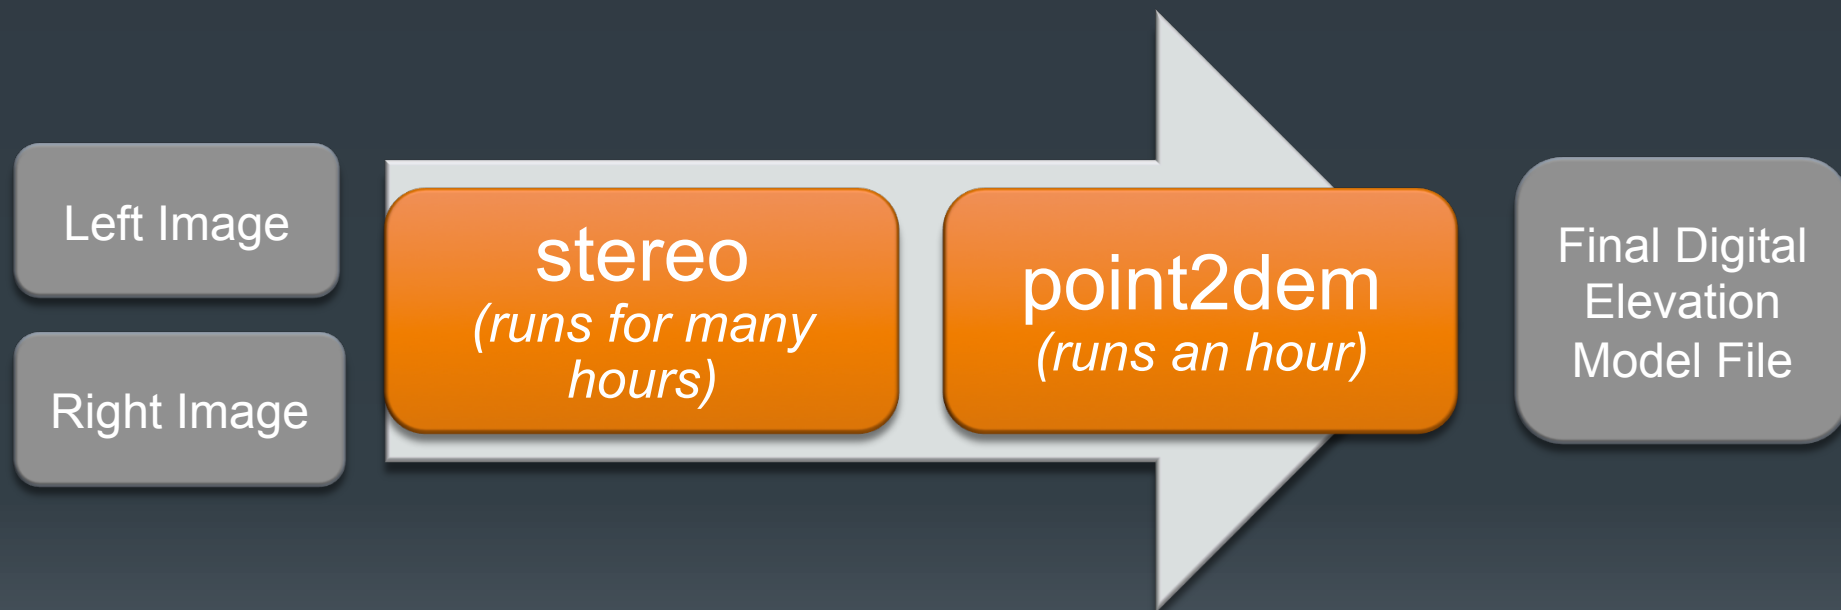 Left Image
Right Image
stereo
(runs for many
hours)
point2dem
(runs an hour)
Final Digital
Elevation
Model File